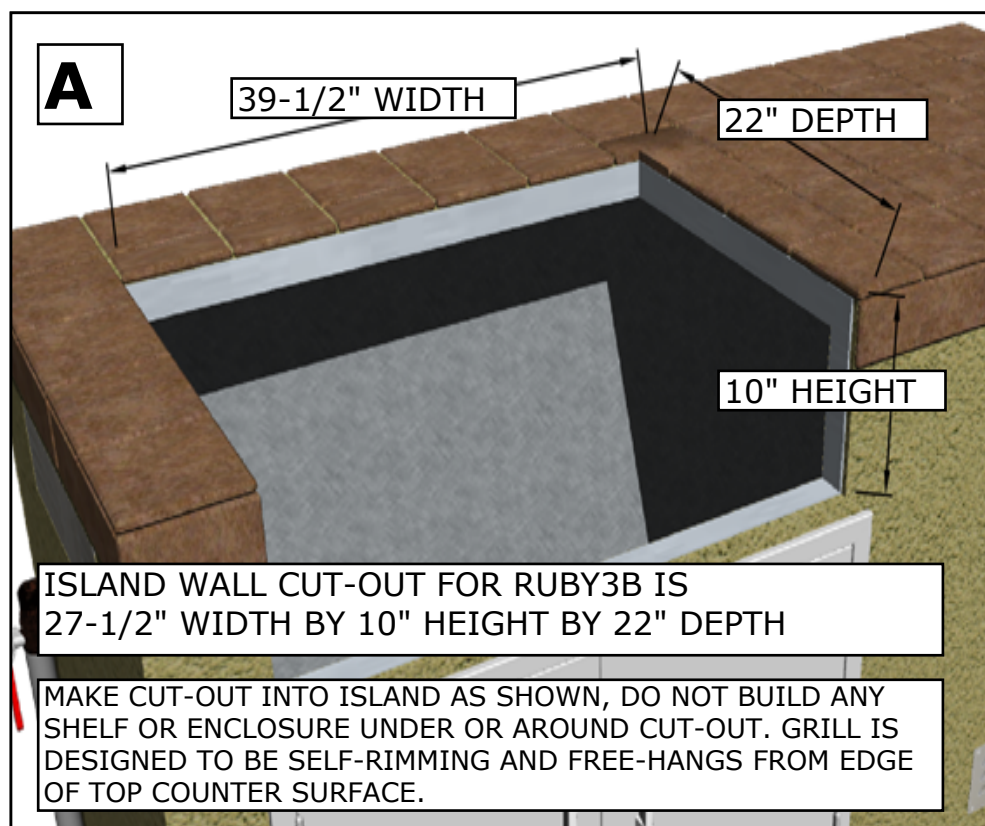 A
39-1/2" WIDTH
22" DEPTH
10" HEIGHT
ISLAND WALL CUT-OUT FOR RUBY3B IS
27-1/2" WIDTH BY 10" HEIGHT BY 22" DEPTH
MAKE CUT-OUT INTO ISLAND AS SHOWN, DO NOT BUILD ANY
SHELF OR ENCLOSURE UNDER OR AROUND CUT-OUT. GRILL IS
DESIGNED TO BE SELF-RIMMING AND FREE-HANGS FROM EDGE
OF TOP COUNTER SURFACE.